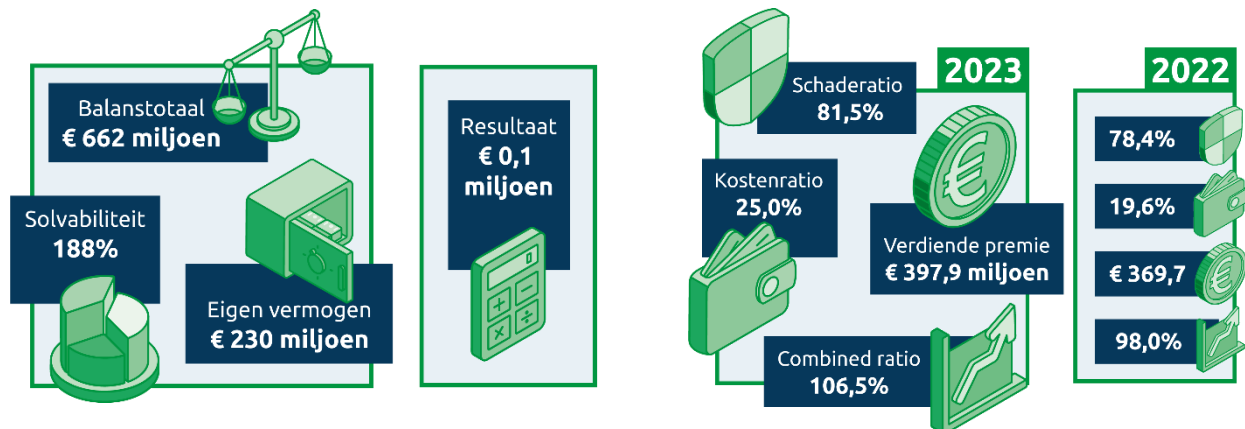 Balanstotaal
€ 662 miljoen
Solvabiliteit
188%
Eigen vermogen
€ 230 miljoen
Resultaat
€ 0,1
miljoen
0
2023
Schaderatio
81,5%
Kostenratio
25,0%
Verdiende premie
€ 397,9 miljoen
Combined ratio
106,5%
2022
78,4%
19,6%
€ 369,7
98,0%